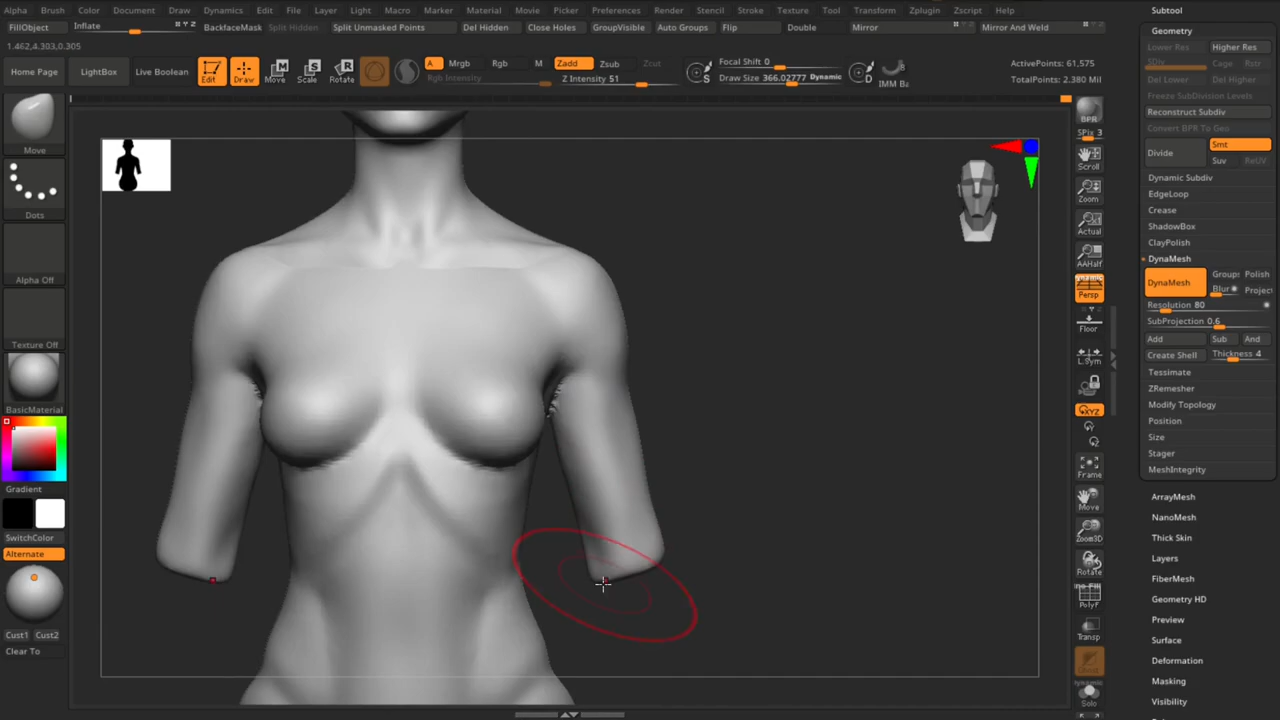 Alpha Brush Color Document Draw Dynamics Edit File Layer Light Macro Marker Material Movie Picker Preferences Render Stencil Stroke Texture Tool Transform Zplugin Zscript Help
FillObject Inflate BackfaceMask Split Hidden Split Unmasked Points Del Hidden Close Holes GroupVisible Auto Groups Flip Double Mirror Mirror And Weld
1.462,4.303,0.305
Home Page LightBox Live Boolean Edit Draw Move Scale Rotate
A Mrgb Rgb M Zadd Zsub Zcut Focal Shift 0 ActivePoints: 61,575
Rgb Intensity Z Intensity 51 Draw Size 366.02777 Dynamic IMM Ba TotalPoints: 2.380 Mil
S D
Move
Dots
Alpha Off
Texture Off
BasicMaterial
Gradient
SwitchColor
Alternate
Cust1 Cust2
Clear To
BPR
SPix 3
Scroll
Zoom
Actual
AAHalf
Persp
Floor
L.Sym
XYZ
Y
Z
Frame
Move
Zoom3D
Rotate
PolyF
Transp
Solo
Subtool
Geometry
Lower Res Higher Res
SDiv Cage Rstr
Del Lower Del Higher
Freeze SubDivision Levels
Reconstruct Subdiv
Convert BPR To Geo
Divide Smt
Suv ReUV
Dynamic Subdiv
EdgeLoop
Crease
ShadowBox
ClayPolish
DynaMesh
DynaMesh Groups Polish
Blur Project
Resolution 80
SubProjection 0.6
Add Sub And
Create Shell Thickness 4
Tessimate
ZRemesher
Modify Topology
Position
Size
Stager
MeshIntegrity
ArrayMesh
NanoMesh
Thick Skin
Layers
FiberMesh
Geometry HD
Preview
Surface
Deformation
Masking
Visibility